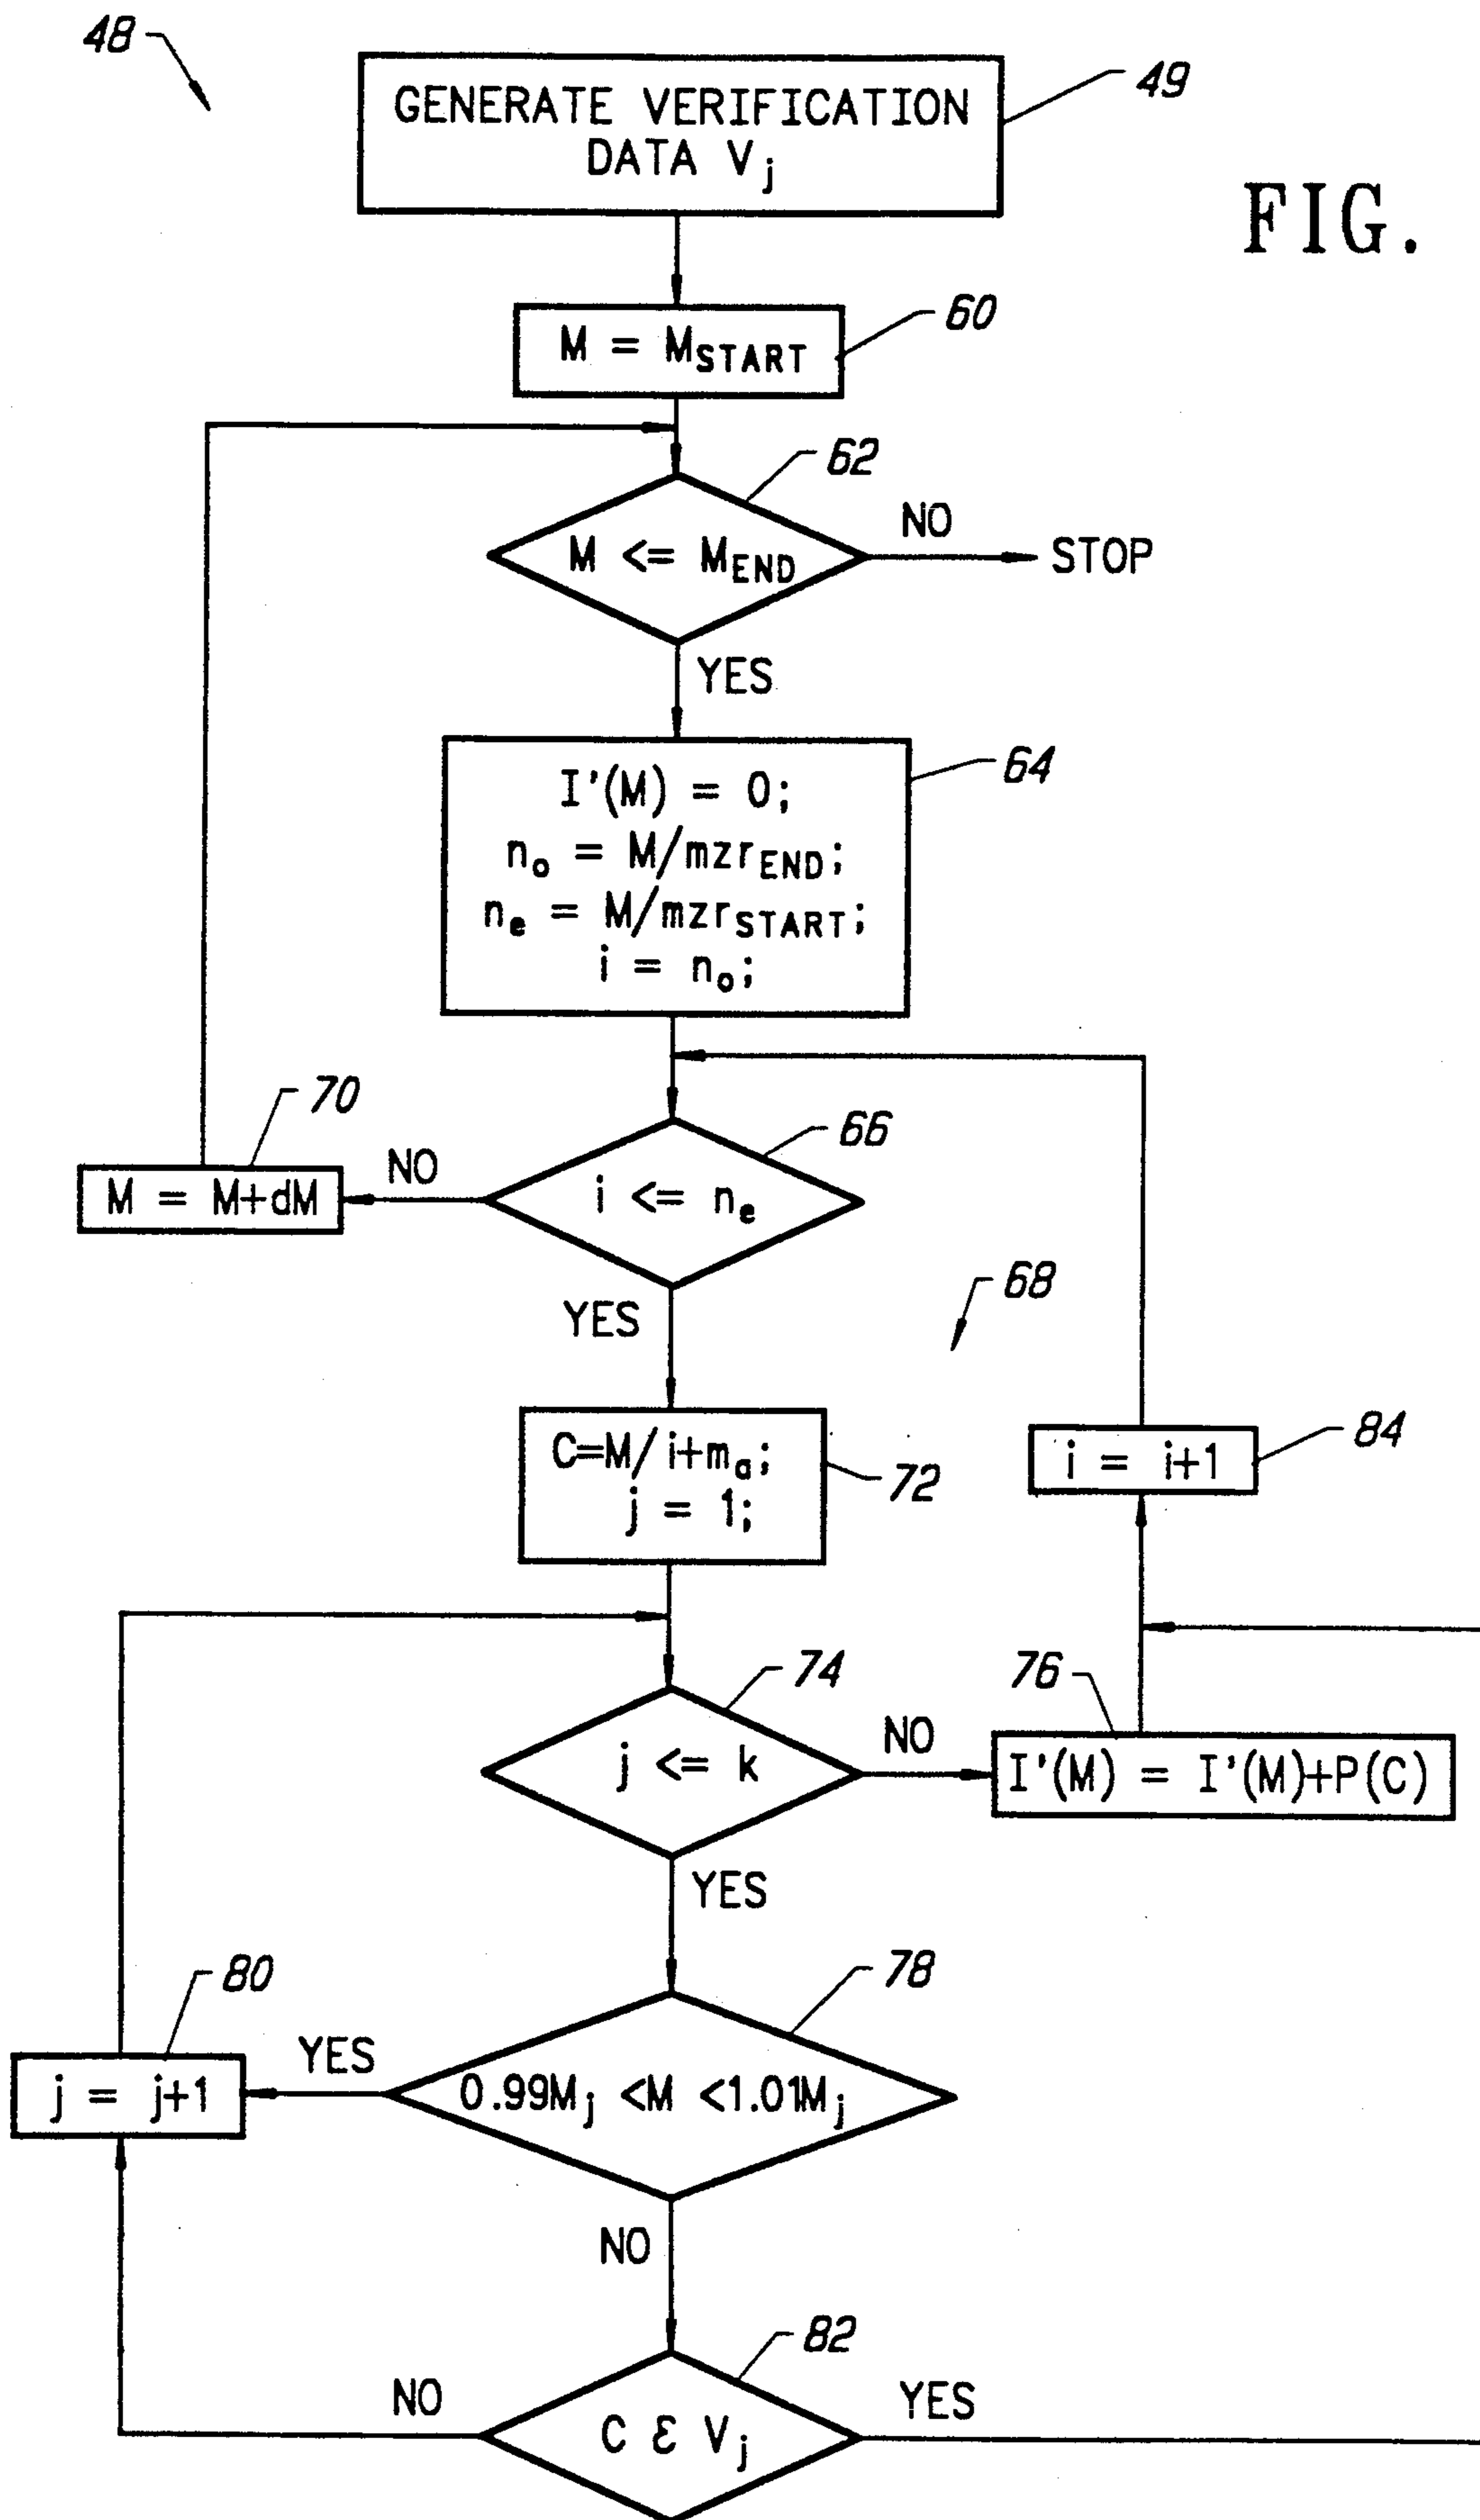 48
GENERATE VERIFICATION
DATA Vj
49
FIG.
M = MSTART
60
62
M <= MEND
NO
STOP
YES
64
I'(M) = 0;
no = M/mzrEND;
ne = M/mzrSTART;
i = no;
70
M = M+dM
NO
66
i <= ne
68
YES
C=M/i+ma;
j = 1;
72
84
i = i+1
74
j <= k
NO
76
I'(M) = I'(M)+P(C)
YES
78
80
j = j+1
YES
0.99Mj <M <1.01Mj
NO
82
NO
C ε Vj
YES